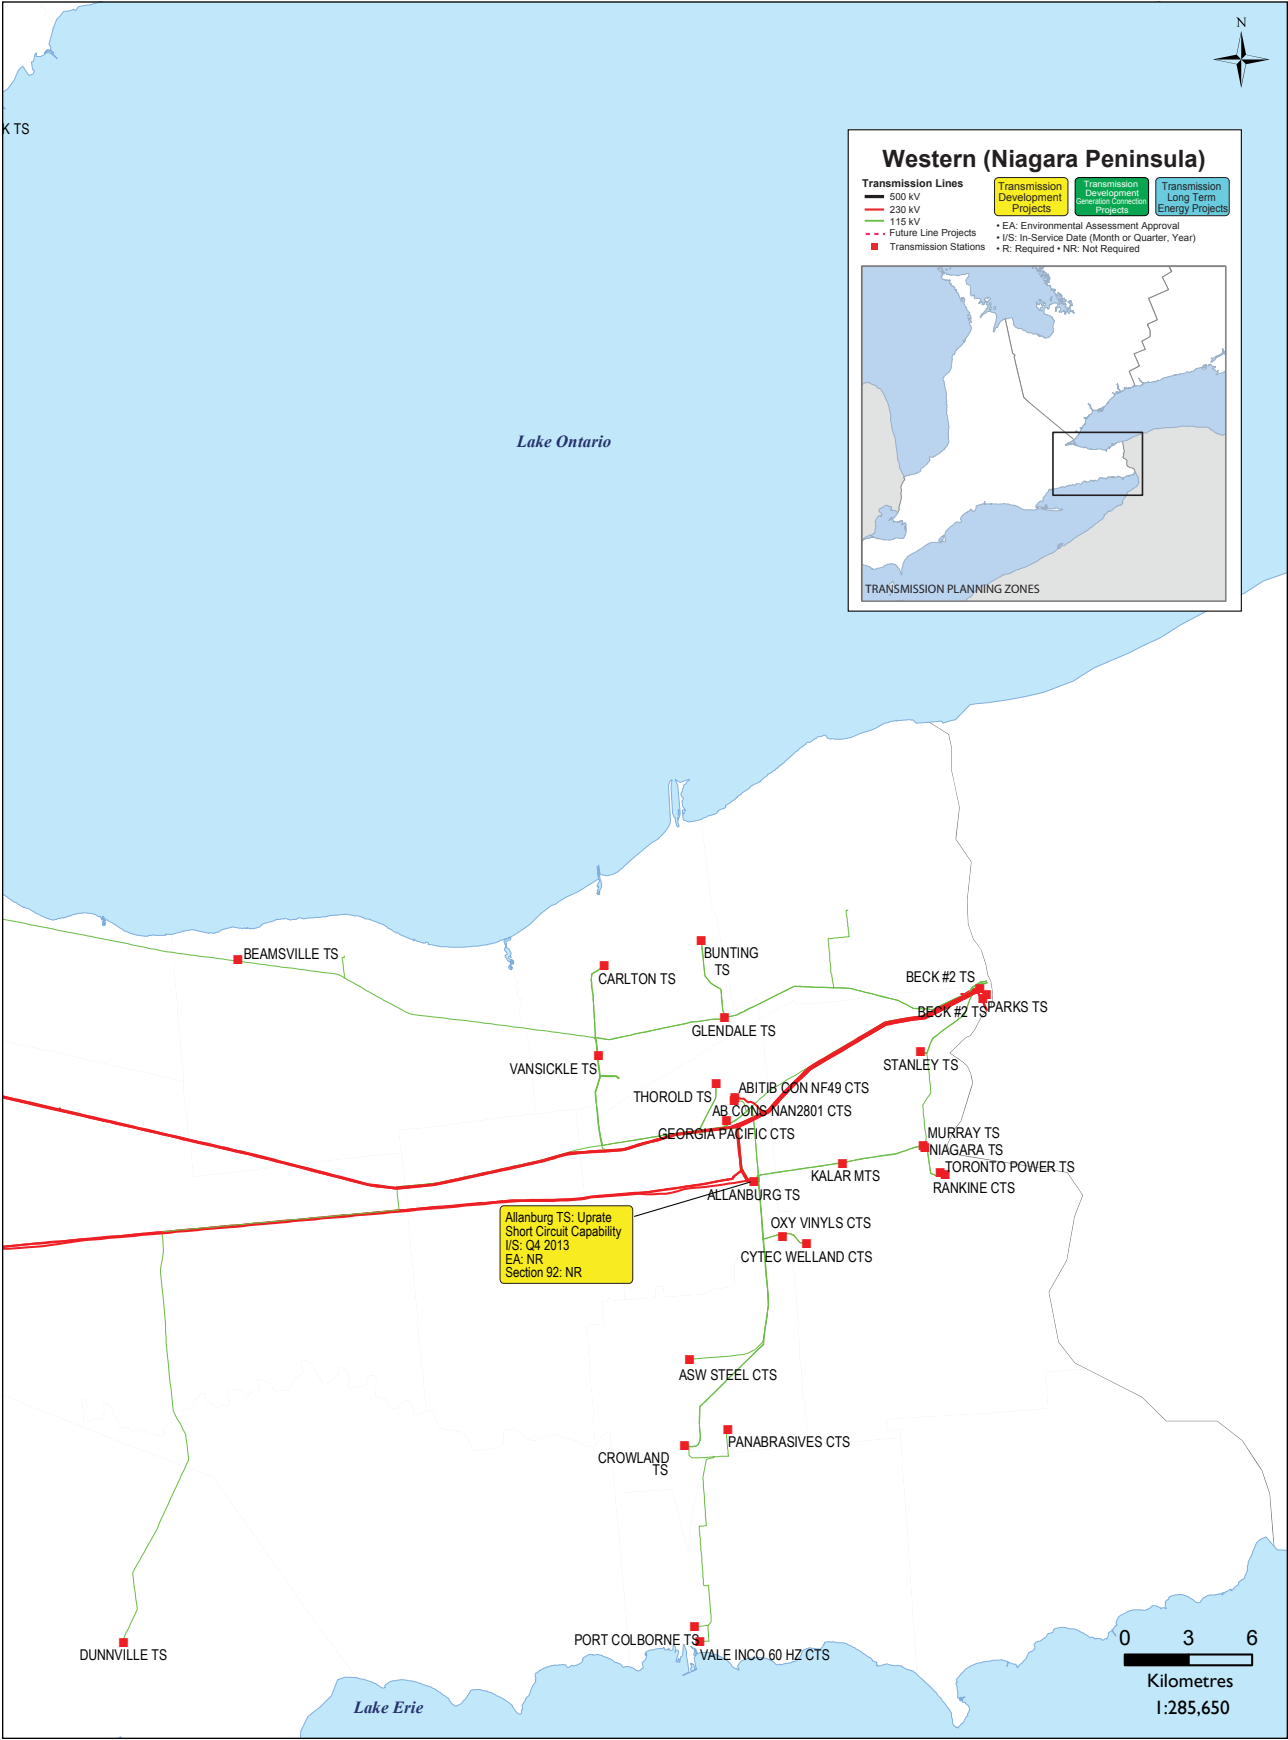 N
K TS
Western (Niagara Peninsula)
Transmission Lines
500 kV
230 kV
115 kV
Future Line Projects
Transmission Stations
Transmission
Development
Projects
Transmission
Development
Generation Connection
Projects
Transmission
Long Term
Energy Projects
• EA: Environmental Assessment Approval
• I/S: In-Service Date (Month or Quarter, Year)
• R: Required • NR: Not Required
TRANSMISSION PLANNING ZONES
Lake Ontario
BEAMSVILLE TS
CARLTON TS
BUNTING
TS
BECK #2 TS
BECK #2 TS
PARKS TS
GLENDALE TS
VANSICKLE TS
STANLEY TS
THOROLD TS
ABITIB CON NF49 CTS
AB CONS NAN2801 CTS
GEORGIA PACIFIC CTS
MURRAY TS
NIAGARA TS
TORONTO POWER TS
RANKINE CTS
KALAR MTS
ALLANBURG TS
Allanburg TS: Uprate
Short Circuit Capability
I/S: Q4 2013
EA: NR
Section 92: NR
OXY VINYLS CTS
CYTEC WELLAND CTS
ASW STEEL CTS
PANABRASIVES CTS
CROWLAND
TS
PORT COLBORNE TS
VALE INCO 60 HZ CTS
DUNNVILLE TS
Lake Erie
0 3 6
Kilometres
1:285,650